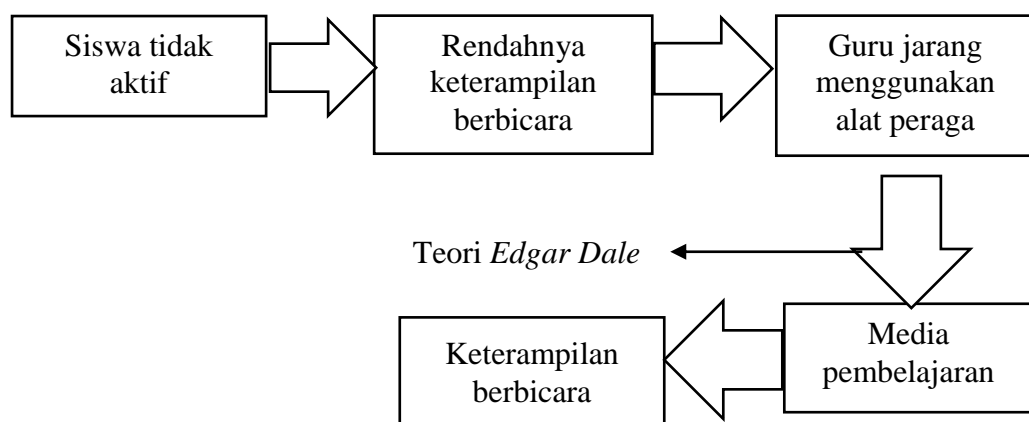 Siswa tidak
aktif
Rendahnya
keterampilan
berbicara
Guru jarang
menggunakan
alat peraga
Teori Edgar Dale
Media
pembelajaran
Keterampilan
berbicara